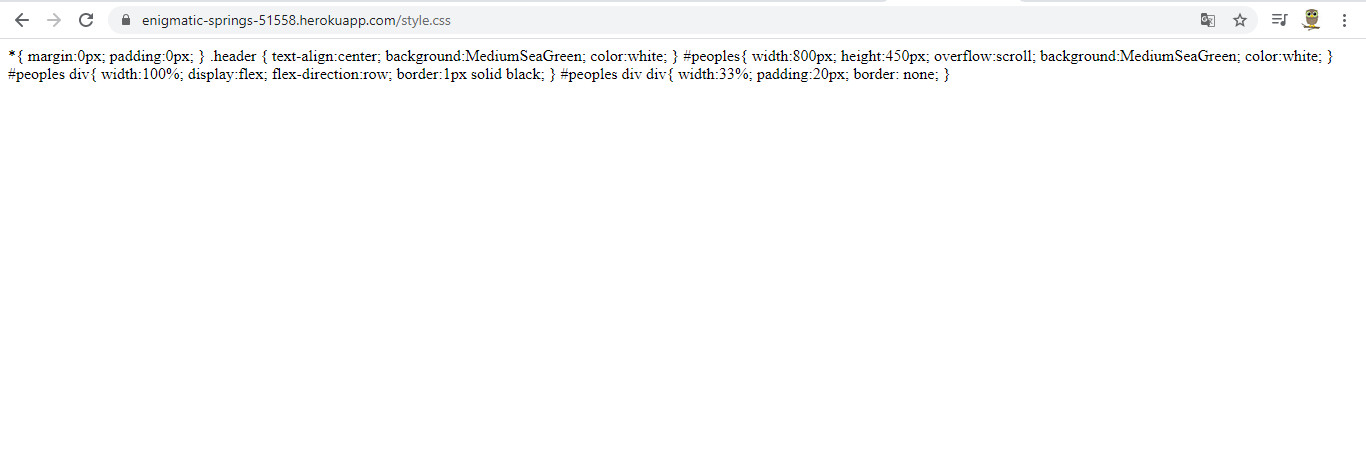 enigmatic-springs-51558.herokuapp.com/style.css
*{ margin:0px; padding:0px; } .header { text-align:center; background:MediumSeaGreen; color:white; } #peoples{ width:800px; height:450px; overflow:scroll; background:MediumSeaGreen; color:white; }
#peoples div{ width:100%; display:flex; flex-direction:row; border:1px solid black; } #peoples div div{ width:33%; padding:20px; border: none; }